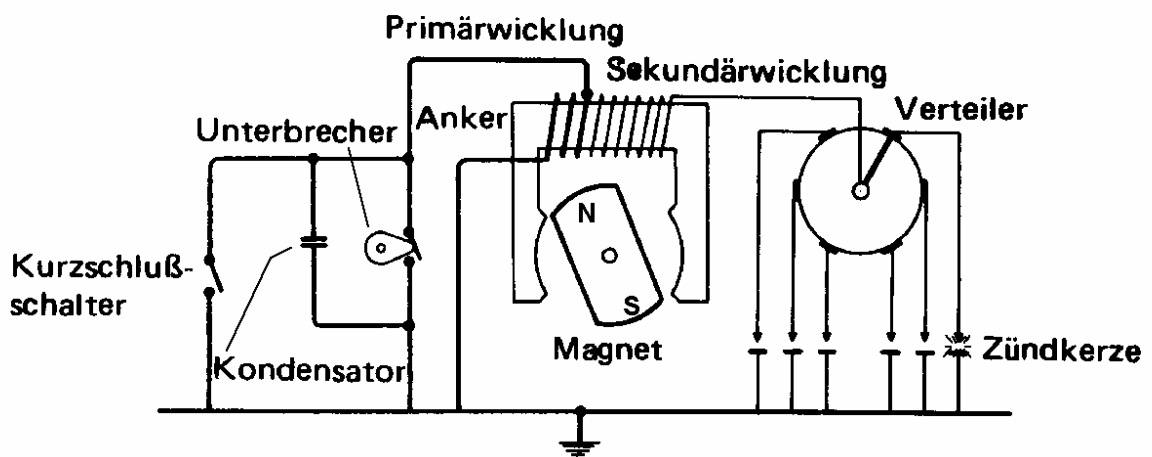 Primärwicklung
Sekundärwicklung
Anker
Verteiler
Unterbrecher
N
S
Kurzschluß-
schalter
Kondensator
Magnet
Zündkerze